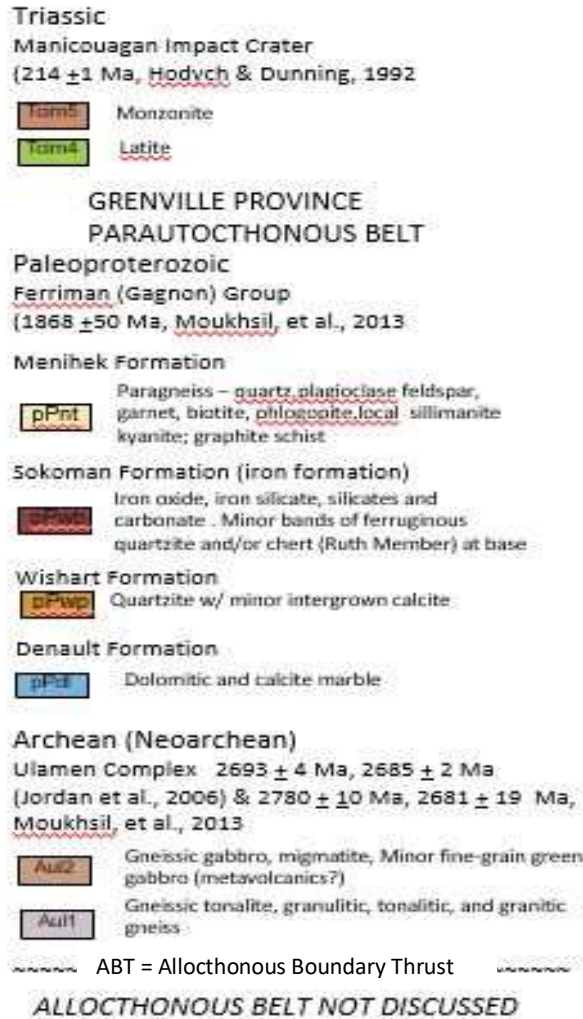 Triassic
Manicouagan Impact Crater
(214 ±1 Ma, Hodych & Dunning, 1992
Monzonite
Latite
GRENVILLE PROVINCE
PARAUTOCTHONOUS BELT
Paleoproterozoic
Ferriman (Gagnon) Group
(1868 ±50 Ma, Moukhsil, et al., 2013
Menihek Formation
Paragneiss – quartz,plagioclase feldspar,
pPnt garnet, biotite, phlogopite,local sillimanite
kyanite; graphite schist
Sokoman Formation (iron formation)
Iron oxide, iron silicate, silicates and
carbonate . Minor bands of ferruginous
quartzite and/or chert (Ruth Member) at base
Wishart Formation
pPwp Quartzite w/ minor intergrown calcite
Denault Formation
Dolomitic and calcite marble
Archean (Neoarchean)
Ulamen Complex 2693 ± 4 Ma, 2685 ± 2 Ma
(Jordan et al., 2006) & 2780 ± 10 Ma, 2681 ± 19 Ma,
Moukhsil, et al., 2013
Gneissic gabbro, migmatite, Minor fine-grain green
Aul2 gabbro (metavolcanics?)
Gneissic tonalite, granulitic, tonalitic, and granitic
Aul1 gneiss
~~~~~ ABT = Allocthonous Boundary Thrust ~~~~~~
ALLOCTHONOUS BELT NOT DISCUSSED